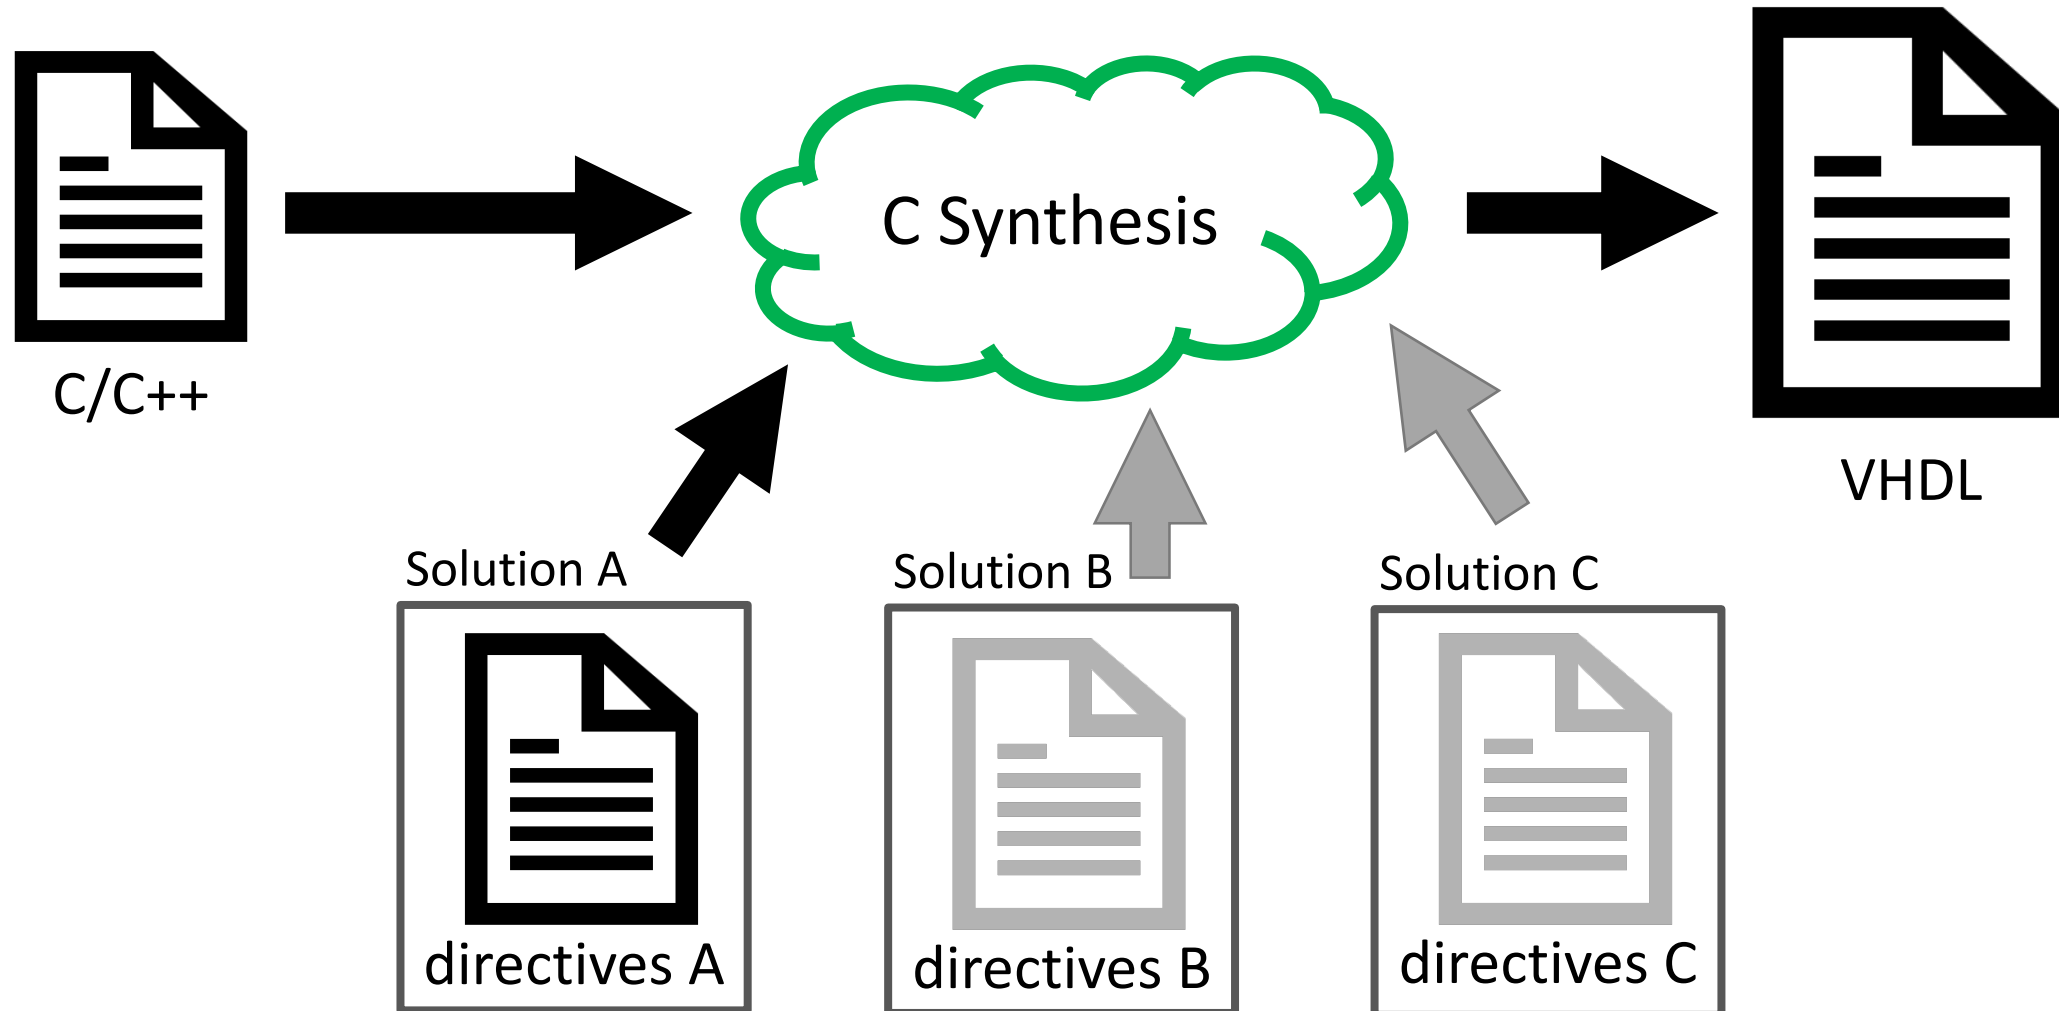 C/C++
C Synthesis
VHDL
Solution A
directives A
Solution B
directives B
Solution C
directives C